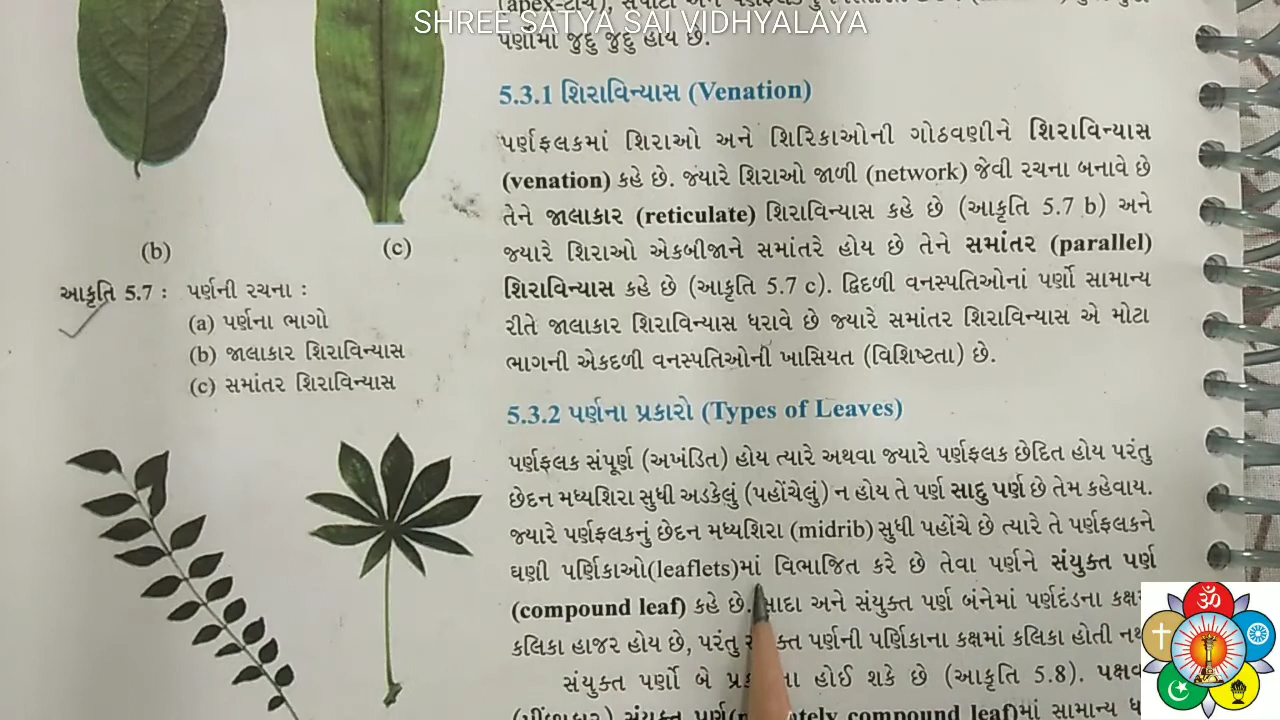 SHREE SATYA SAI VIDHYALAYA
પર્ણોમાં જુદુ જુદુ હોય છે.
5.3.1 શિરાવિન્યાસ (Venation)
પર્ણફલકમાં શિરાઓ અને શિરિકાઓની ગોઠવણીને શિરાવિન્યાસ
(venation) કહે છે. જ્યારે શિરાઓ જાળી (network) જેવી રચના બનાવે છે
તેને જાલાકાર (reticulate) શિરાવિન્યાસ કહે છે (આકૃતિ 5.7 b) અને
જ્યારે શિરાઓ એકબીજાને સમાંતરે હોય છે તેને સમાંતર (parallel)
શિરાવિન્યાસ કહે છે (આકૃતિ 5.7 c). દ્વિદળી વનસ્પતિઓનાં પર્ણો સામાન્ય
રીતે જાલાકાર શિરાવિન્યાસ ધરાવે છે જ્યારે સમાંતર શિરાવિન્યાસ એ મોટા
ભાગની એકદળી વનસ્પતિઓની ખાસિયત (વિશિષ્ટતા) છે.
5.3.2 પર્ણના પ્રકારો (Types of Leaves)
પર્ણફલક સંપૂર્ણ (અખંડિત) હોય ત્યારે અથવા જ્યારે પર્ણફલક છેદિત હોય પરંતુ
છેદન મધ્યશિરા સુધી અડકેલું (પહોંચેલું) ન હોય તે પર્ણ સાદુ પર્ણ છે તેમ કહેવાય.
જ્યારે પર્ણફલકનું છેદન મધ્યશિરા (midrib) સુધી પહોંચે છે ત્યારે તે પર્ણફલકને
ઘણી પર્ણિકાઓ(leaflets)માં વિભાજિત કરે છે તેવા પર્ણને સંયુક્ત પર્ણ
(compound leaf) કહે છે. સાદા અને સંયુક્ત પર્ણ બંનેમાં પર્ણદંડના
કલિકા હાજર હોય છે, પરંતુ પર્ણની પર્ણિકાના કક્ષમાં કલિકા હોતી
સંયુક્ત પર્ણો બે હોઈ શકે છે (આકૃતિ 5.8).
સંયુક્ત compound leaf)માં સામાન્ય
(b)
(c)
આકૃતિ 5.7 : પર્ણની રચના :
(a) પર્ણના ભાગો
(b) જાલાકાર શિરાવિન્યાસ
(c) સમાંતર શિરાવિન્યાસ